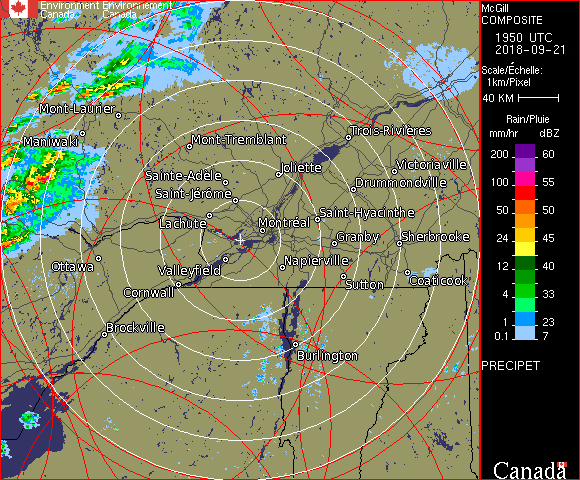 Environment Environnement
Canada Canada
McGill
COMPOSITE
1950 UTC
2018-09-21
Scale/Échelle:
1km/Pixel
40 KM
Rain/Pluie
mm/hr dBZ
200 60
100 55
50 50
24 45
12 40
4 33
1 23
0.1 7
PRECIPET
Canada
Mont-Laurier
Maniwaki
Mont-Tremblant
Trois-Rivières
Sainte-Adèle
Joliette
Victoriaville
Saint-Jérôme
Drummondville
Lachute
Montréal
Saint-Hyacinthe
Granby
Sherbrooke
Ottawa
Valleyfield
Napierville
Cornwall
Sutton
Coaticook
Brockville
Burlington